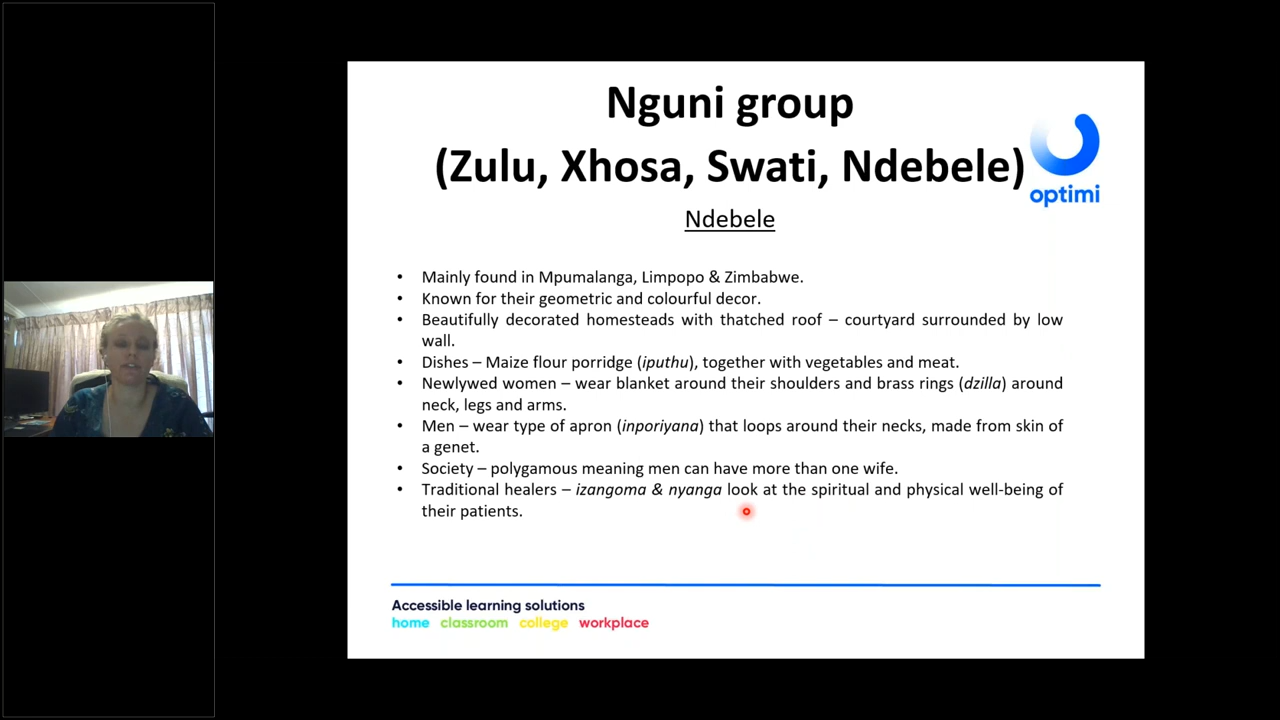 Nguni group
(Zulu, Xhosa, Swati, Ndebele)
optimi
Ndebele
• Mainly found in Mpumalanga, Limpopo & Zimbabwe.
• Known for their geometric and colourful decor.
• Beautifully decorated homesteads with thatched roof – courtyard surrounded by low
wall.
• Dishes – Maize flour porridge (iputhu), together with vegetables and meat.
• Newlywed women – wear blanket around their shoulders and brass rings (dzilla) around
neck, legs and arms.
• Men – wear type of apron (inporiyana) that loops around their necks, made from skin of
a genet.
• Society – polygamous meaning men can have more than one wife.
• Traditional healers – izangoma & nyanga look at the spiritual and physical well-being of
their patients.
Accessible learning solutions
home classroom college workplace